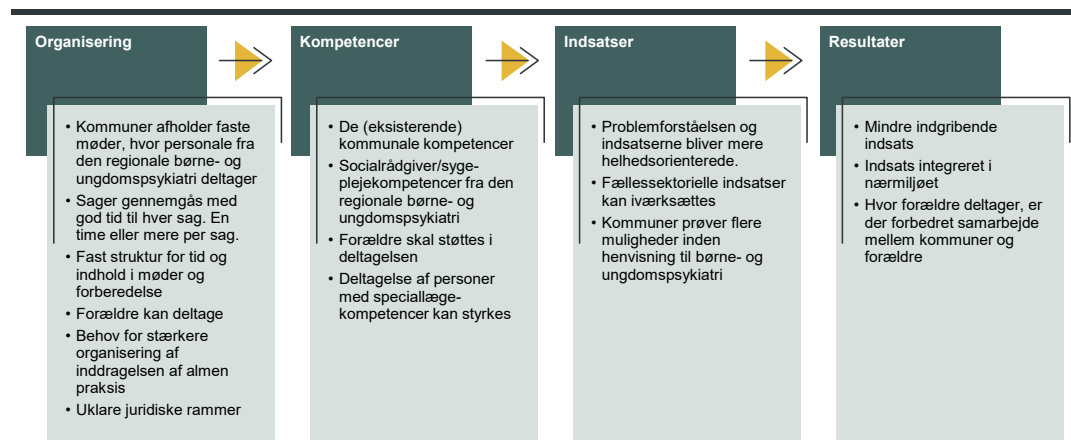 Organisering
• Kommuner afholder faste
møder, hvor personale fra
den regionale børne- og
ungdomspsykiatri deltager
• Sager gennemgås med
god tid til hver sag. En
time eller mere per sag.
• Fast struktur for tid og
indhold i møder og
forberedelse
• Forældre kan deltage
• Behov for stærkere
organisering af
inddragelsen af almen
praksis
• Uklare juridiske rammer
Kompetencer
• De (eksisterende)
kommunale kompetencer
• Socialrådgiver/syge-
plejekompetencer fra den
regionale børne- og
ungdomspsykiatri
• Forældre skal støttes i
deltagelsen
• Deltagelse af personer
med speciallæge-
kompetencer kan styrkes
Indsatser
• Problemforståelsen og
indsatserne bliver mere
helhedsorienterede.
• Fællessektorielle indsatser
kan iværksættes
• Kommuner prøver flere
muligheder inden
henvisning til børne- og
ungdomspsykiatri
Resultater
• Mindre indgribende
indsats
• Indsats integreret i
nærmiljøet
• Hvor forældre deltager, er
der forbedret samarbejde
mellem kommuner og
forældre